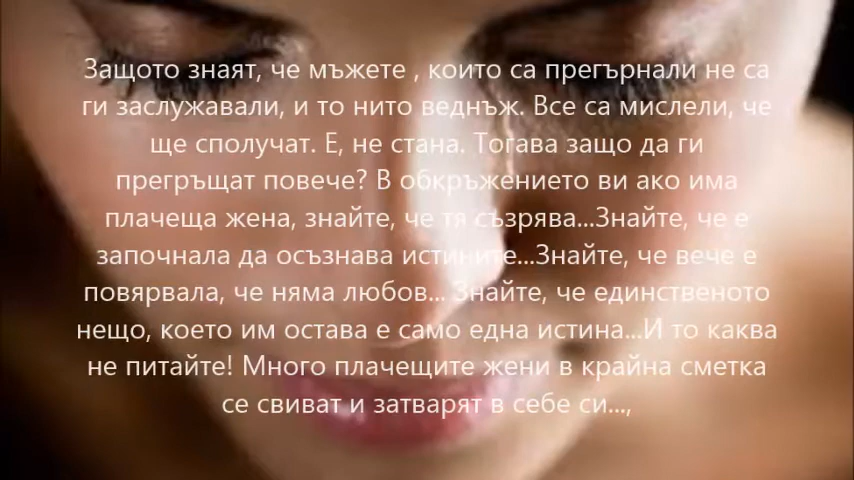 Защото знаят, че мъжете , които са прегърнали не са
ги заслужавали, и то нито веднъж. Все са мислели, че
ще сполучат. Е, не стана. Тогава защо да ги
прегръщат повече? В обкръжението ви ако има
плачеща жена, знайте, че тя съзрява...Знайте, че е
започнала да осъзнава истините...Знайте, че вече е
повярвала, че няма любов... Знайте, че единственото
нещо, което им остава е само една истина...И то каква
не питайте! Много плачещите жени в крайна сметка
се свиват и затварят в себе си...,